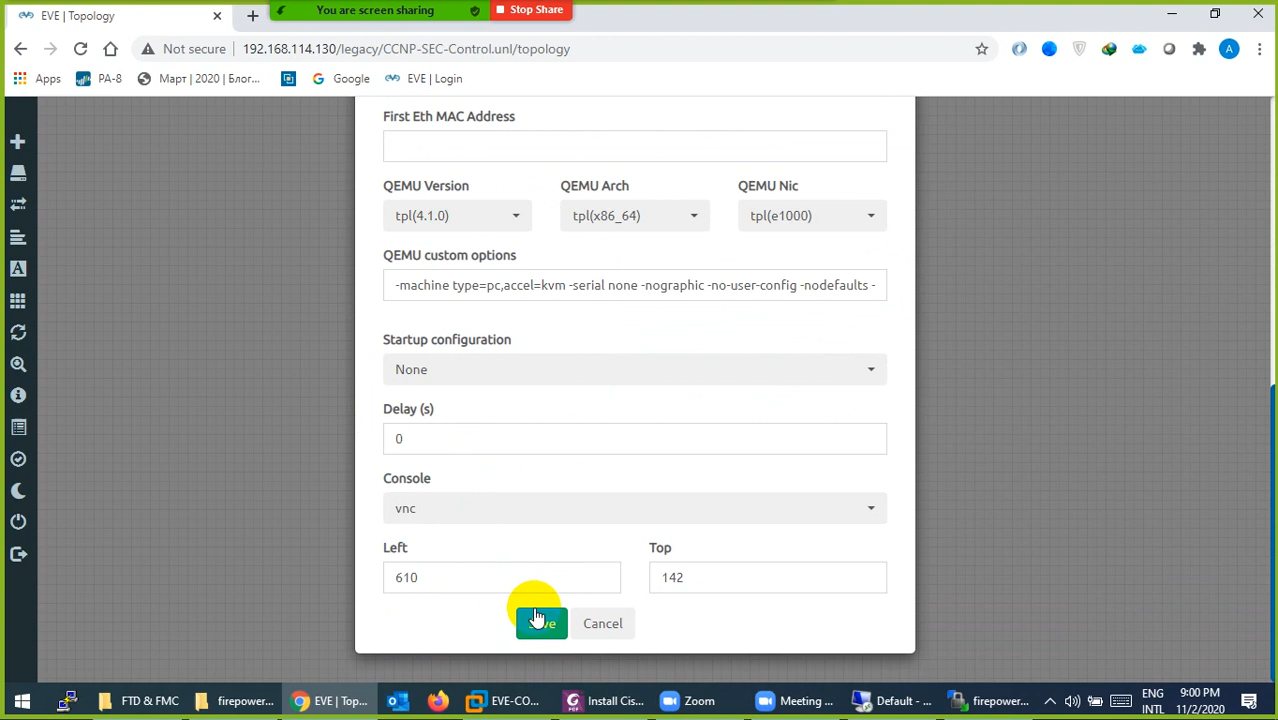 EVE | Topology
You are screen sharing
Stop Share
Not secure
192.168.114.130/legacy/CCNP-SEC-Control.unl/topology
A
Apps
PA-8
Март | 2020 | Блог...
Google
EVE | Login
First Eth MAC Address
QEMU Version
QEMU Arch
QEMU Nic
tpl(4.1.0)
tpl(x86_64)
tpl(e1000)
QEMU custom options
-machine type=pc,accel=kvm -serial none -nographic -no-user-config -nodefaults -
Startup configuration
None
Delay (s)
0
Console
vnc
Left
Top
610
142
Save
Cancel
FTD & FMC
firepower...
EVE | Top...
EVE-CO...
Install Cis...
Zoom
Meeting ...
Default - ...
firepower...
ENG
INTL
9:00 PM
11/2/2020